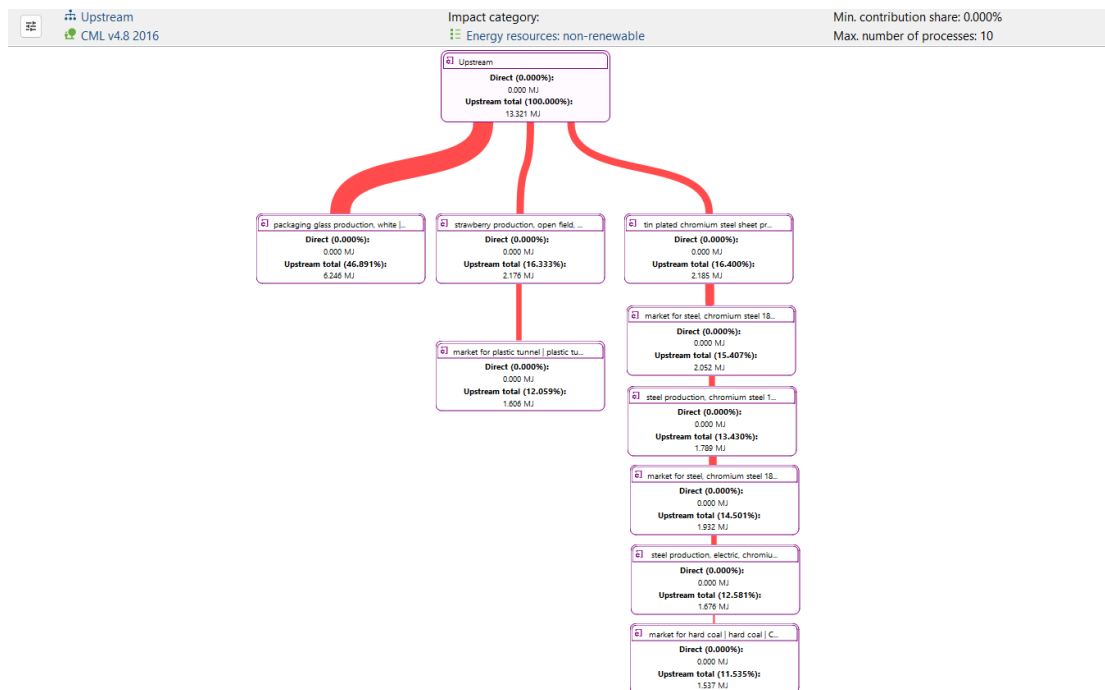 Upstream
Impact category:
Min. contribution share: 0.000%
CML v4.8 2016
Energy resources: non-renewable
Max. number of processes: 10
Upstream
Direct (0.000%):
0.000 MJ
Upstream total (100.000%):
13.321 MJ
packaging glass production, white |...
Direct (0.000%):
0.000 MJ
Upstream total (46.891%):
6.246 MJ
strawberry production, open field, ...
Direct (0.000%):
0.000 MJ
Upstream total (16.333%):
2.176 MJ
tin plated chromium steel sheet pr...
Direct (0.000%):
0.000 MJ
Upstream total (16.400%):
2.185 MJ
market for plastic tunnel | plastic tu...
Direct (0.000%):
0.000 MJ
Upstream total (12.059%):
1.606 MJ
market for steel, chromium steel 18...
Direct (0.000%):
0.000 MJ
Upstream total (15.407%):
2.052 MJ
steel production, chromium steel 1...
Direct (0.000%):
0.000 MJ
Upstream total (13.430%):
1.789 MJ
market for steel, chromium steel 18...
Direct (0.000%):
0.000 MJ
Upstream total (14.501%):
1.932 MJ
steel production, electric, chromiu...
Direct (0.000%):
0.000 MJ
Upstream total (12.581%):
1.676 MJ
market for hard coal | hard coal | C...
Direct (0.000%):
0.000 MJ
Upstream total (11.535%):
1.537 MJ